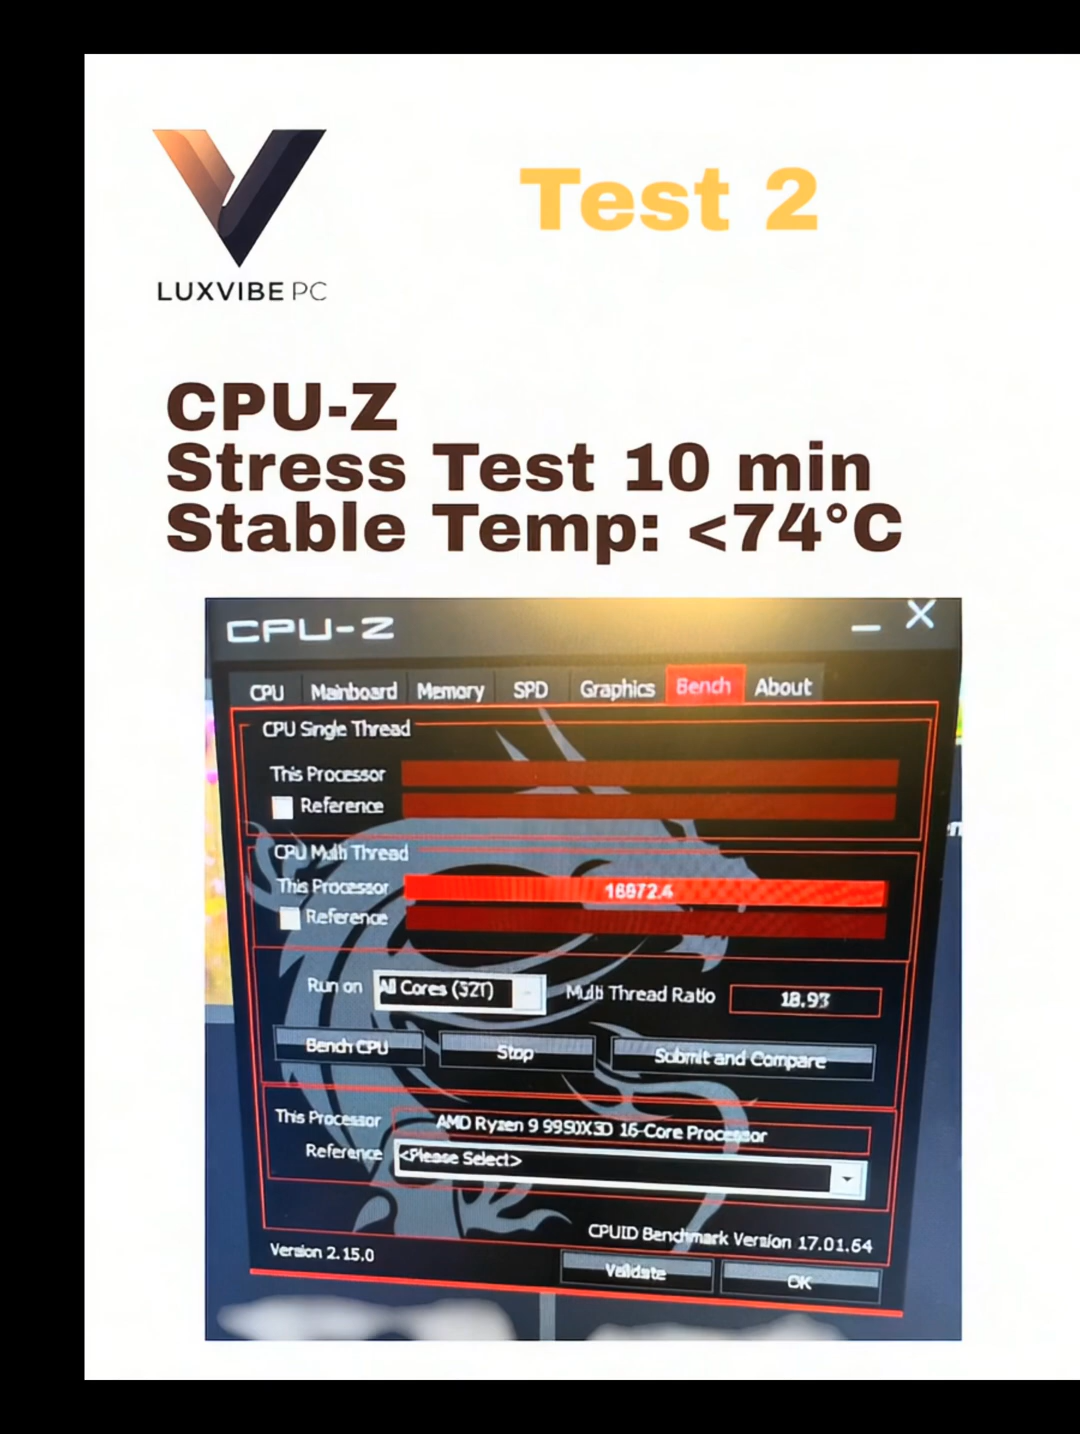 LUXVIBE PC
Test 2
CPU-Z
Stress Test 10 min
Stable Temp: <74°C
CPU-Z
CPU Mainboard Memory SPD Graphics Bench About
CPU Single Thread
This Processor
Reference
CPU Multi Thread
This Processor 16972.4
Reference
Run on All Cores (32T) Multi Thread Ratio 18.93
Bench CPU Stop Submit and Compare
This Processor AMD Ryzen 9 9950X3D 16-Core Processor
Reference <Please Select>
CPUID Benchmark Version 17.01.64
Version 2.15.0
Validate OK